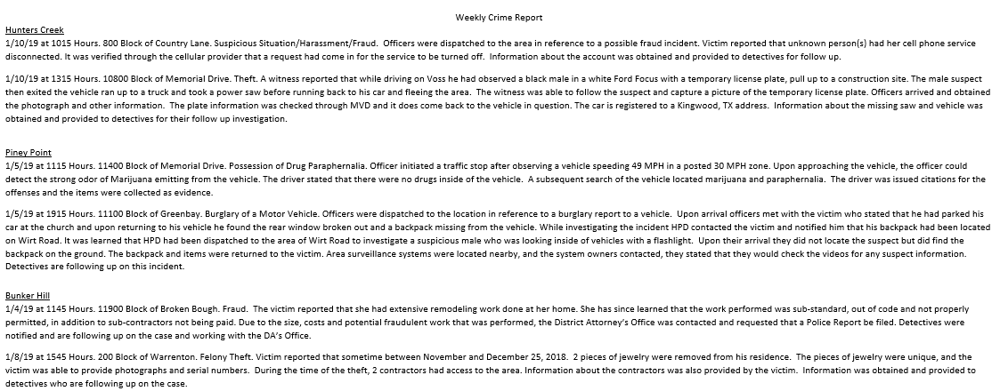 Weekly Crime Report
Hunters Creek
1/10/19 at 1015 Hours. 800 Block of Country Lane. Suspicious Situation/Harassment/Fraud.  Officers were dispatched to the area in reference to a possible fraud incident. Victim reported that unknown person(s) had her cell phone service
disconnected. It was verified through the cellular provider that a request had come in for the service to be turned off.  Information about the account was obtained and provided to detectives for follow up.
1/10/19 at 1315 Hours. 10800 Block of Memorial Drive. Theft. A witness reported that while driving on Voss he had observed a black male in a white Ford Focus with a temporary license plate, pull up to a construction site. The male suspect
then exited the vehicle ran up to a truck and took a power saw before running back to his car and fleeing the area.  The witness was able to follow the suspect and capture a picture of the temporary license plate. Officers arrived and obtained
the photograph and other information.  The plate information was checked through MVD and it does come back to the vehicle in question. The car is registered to a Kingwood, TX address.  Information about the missing saw and vehicle was
obtained and provided to detectives for their follow up investigation.
Piney Point
1/5/19 at 1115 Hours. 11400 Block of Memorial Drive. Possession of Drug Paraphernalia. Officer initiated a traffic stop after observing a vehicle speeding 49 MPH in a posted 30 MPH zone. Upon approaching the vehicle, the officer could
detect the strong odor of Marijuana emitting from the vehicle. The driver stated that there were no drugs inside of the vehicle.  A subsequent search of the vehicle located marijuana and paraphernalia.  The driver was issued citations for the
offenses and the items were collected as evidence.
1/5/19 at 1915 Hours. 11100 Block of Greenbay. Burglary of a Motor Vehicle. Officers were dispatched to the location in reference to a burglary report to a vehicle.  Upon arrival officers met with the victim who stated that he had parked his
car at the church and upon returning to his vehicle he found the rear window broken out and a backpack missing from the vehicle. While investigating the incident HPD contacted the victim and notified him that his backpack had been located
on Wirt Road. It was learned that HPD had been dispatched to the area of Wirt Road to investigate a suspicious male who was looking inside of vehicles with a flashlight.  Upon their arrival they did not locate the suspect but did find the
backpack on the ground. The backpack and items were returned to the victim. Area surveillance systems were located nearby, and the system owners contacted, they stated that they would check the videos for any suspect information.
Detectives are following up on this incident.
Bunker Hill
1/4/19 at 1145 Hours. 11900 Block of Broken Bough. Fraud.  The victim reported that she had extensive remodeling work done at her home. She has since learned that the work performed was sub-standard, out of code and not properly
permitted, in addition to sub-contractors not being paid. Due to the size, costs and potential fraudulent work that was performed, the District Attorney's Office was contacted and requested that a Police Report be filed. Detectives were
notified and are following up on the case and working with the DA's Office.
1/8/19 at 1545 Hours. 200 Block of Warrenton. Felony Theft. Victim reported that sometime between November and December 25, 2018.  2 pieces of jewelry were removed from his residence.  The pieces of jewelry were unique, and the
victim was able to provide photographs and serial numbers.  During the time of the theft, 2 contractors had access to the area. Information about the contractors was also provided by the victim.  Information was obtained and provided to
detectives who are following up on the case.